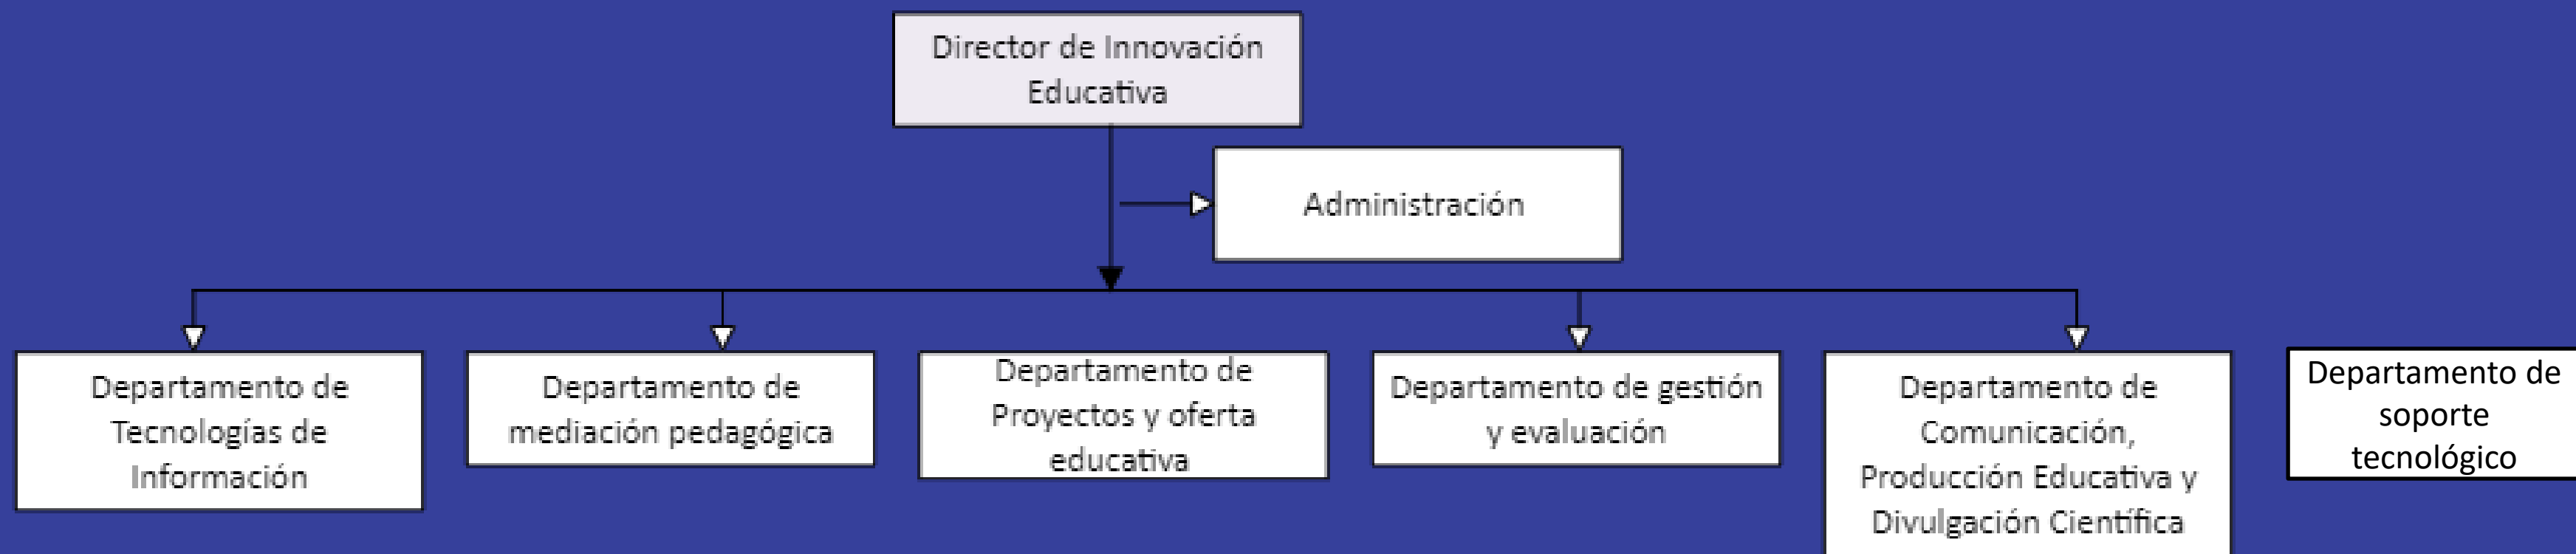 Director de Innovación
Educativa
Administración
Departamento de
Tecnologías de
Información
Departamento de
mediación pedagógica
Departamento de
Proyectos y oferta
educativa
Departamento de gestión
y evaluación
Departamento de
Comunicación,
Producción Educativa y
Divulgación Científica
Departamento de
soporte
tecnológico